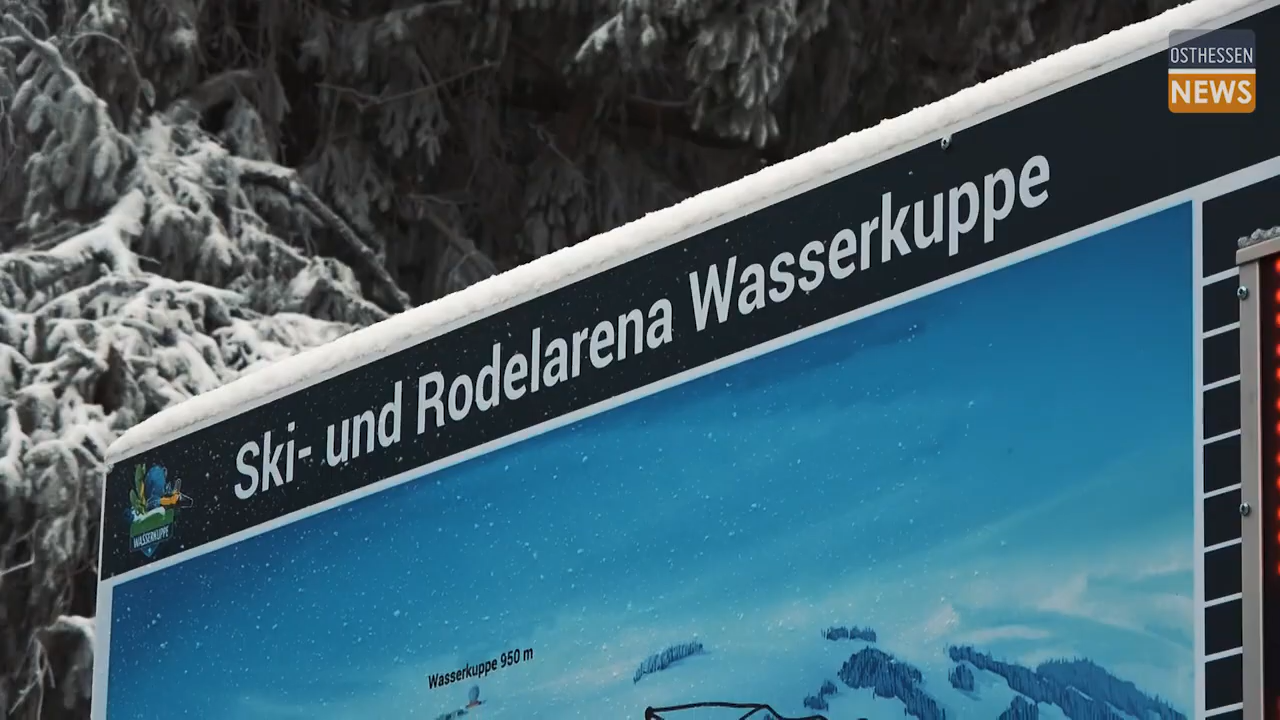 OSTHESSEN
NEWS
Ski- und Rodelarena Wasserkuppe
WASSERKUPPE
Wasserkuppe 950 m